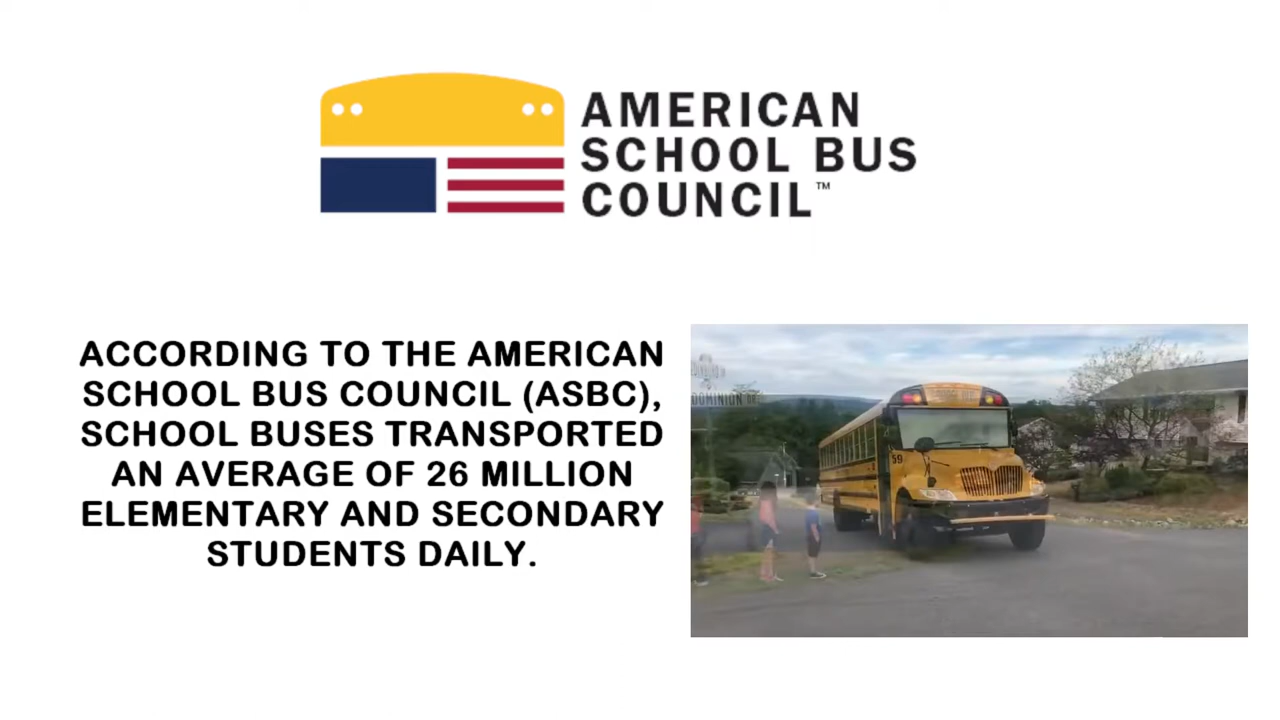 AMERICAN
SCHOOL BUS
COUNCIL™
ACCORDING TO THE AMERICAN
SCHOOL BUS COUNCIL (ASBC),
SCHOOL BUSES TRANSPORTED
AN AVERAGE OF 26 MILLION
ELEMENTARY AND SECONDARY
STUDENTS DAILY.
DOMINION
59